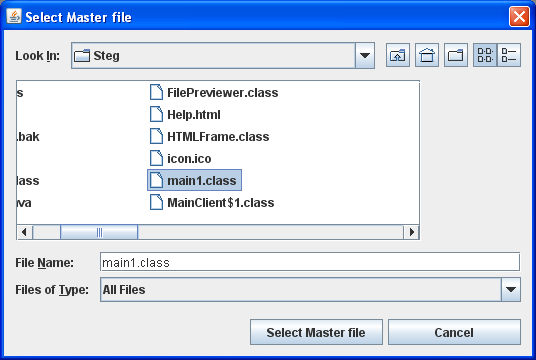 Select Master file
Look In: Steg
s FilePreviewer.class
Help.html
.bak HTMLFrame.class
icon.ico
lass main1.class
va MainClient$1.class
File Name: main1.class
Files of Type: All Files
Select Master file Cancel